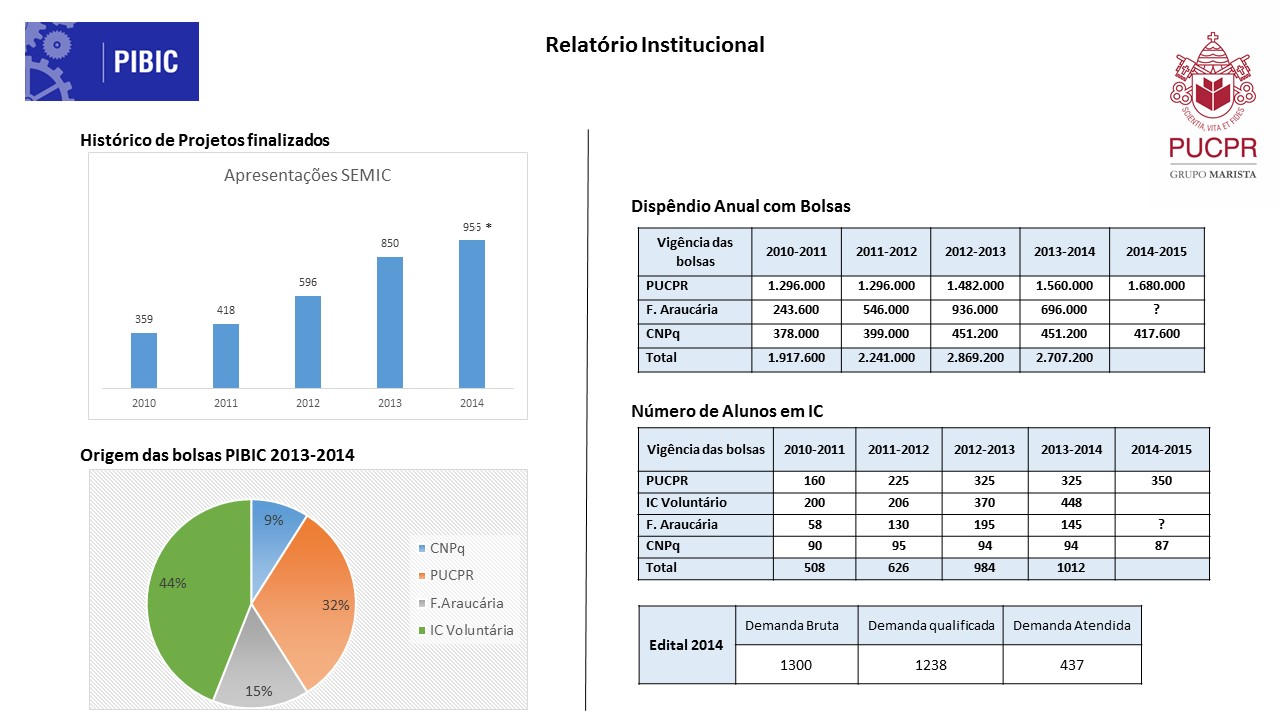 PIBIC
Relatório Institucional
SCIENTIA, VITA ET FIDES
PUCPR
GRUPO MARISTA
Histórico de Projetos finalizados
Apresentações SEMIC
359
418
596
850
955 *
2010 2011 2012 2013 2014
Origem das bolsas PIBIC 2013-2014
9%
32%
15%
44%
CNPq
PUCPR
F.Araucária
IC Voluntária
Dispêndio Anual com Bolsas
Vigência das bolsas 2010-2011 2011-2012 2012-2013 2013-2014 2014-2015
PUCPR 1.296.000 1.296.000 1.482.000 1.560.000 1.680.000
F. Araucária 243.600 546.000 936.000 696.000 ?
CNPq 378.000 399.000 451.200 451.200 417.600
Total 1.917.600 2.241.000 2.869.200 2.707.200
Número de Alunos em IC
Vigência das bolsas 2010-2011 2011-2012 2012-2013 2013-2014 2014-2015
PUCPR 160 225 325 325 350
IC Voluntário 200 206 370 448
F. Araucária 58 130 195 145 ?
CNPq 90 95 94 94 87
Total 508 626 984 1012
Edital 2014 Demanda Bruta Demanda qualificada Demanda Atendida
1300 1238 437